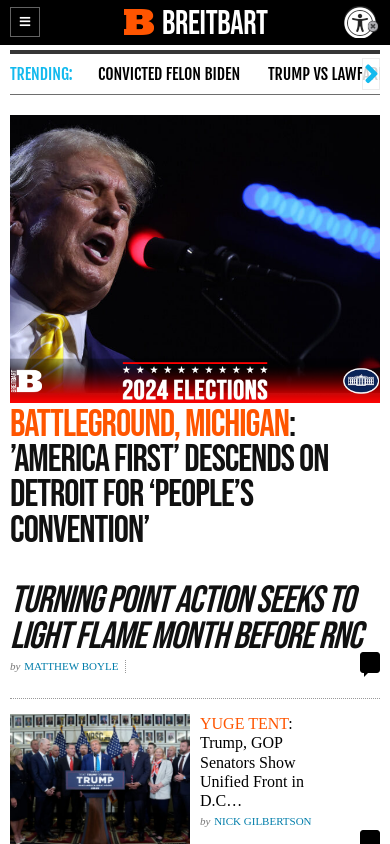 B BREITBART
TRENDING: CONVICTED FELON BIDEN TRUMP VS LAWF
B
2024 ELECTIONS
BATTLEGROUND, MICHIGAN:
’AMERICA FIRST’ DESCENDS ON
DETROIT FOR ‘PEOPLE’S
CONVENTION’
TURNING POINT ACTION SEEKS TO
LIGHT FLAME MONTH BEFORE RNC
by MATTHEW BOYLE
YUGE TENT:
Trump, GOP
Senators Show
Unified Front in
D.C…
by NICK GILBERTSON
TRUMP